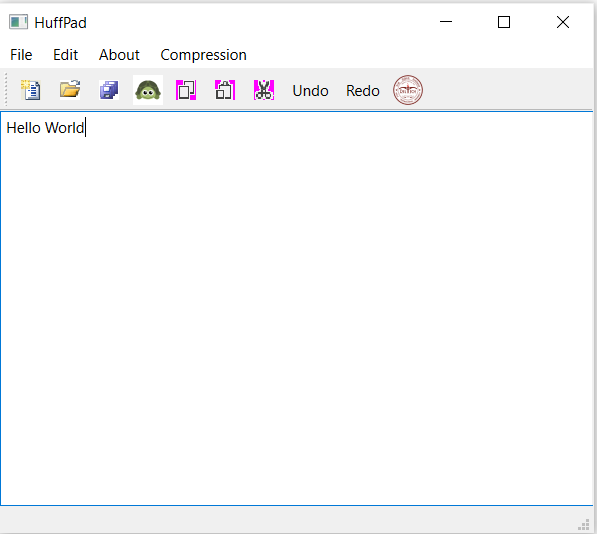 HuffPad
File Edit About Compression
Undo Redo
Hello World